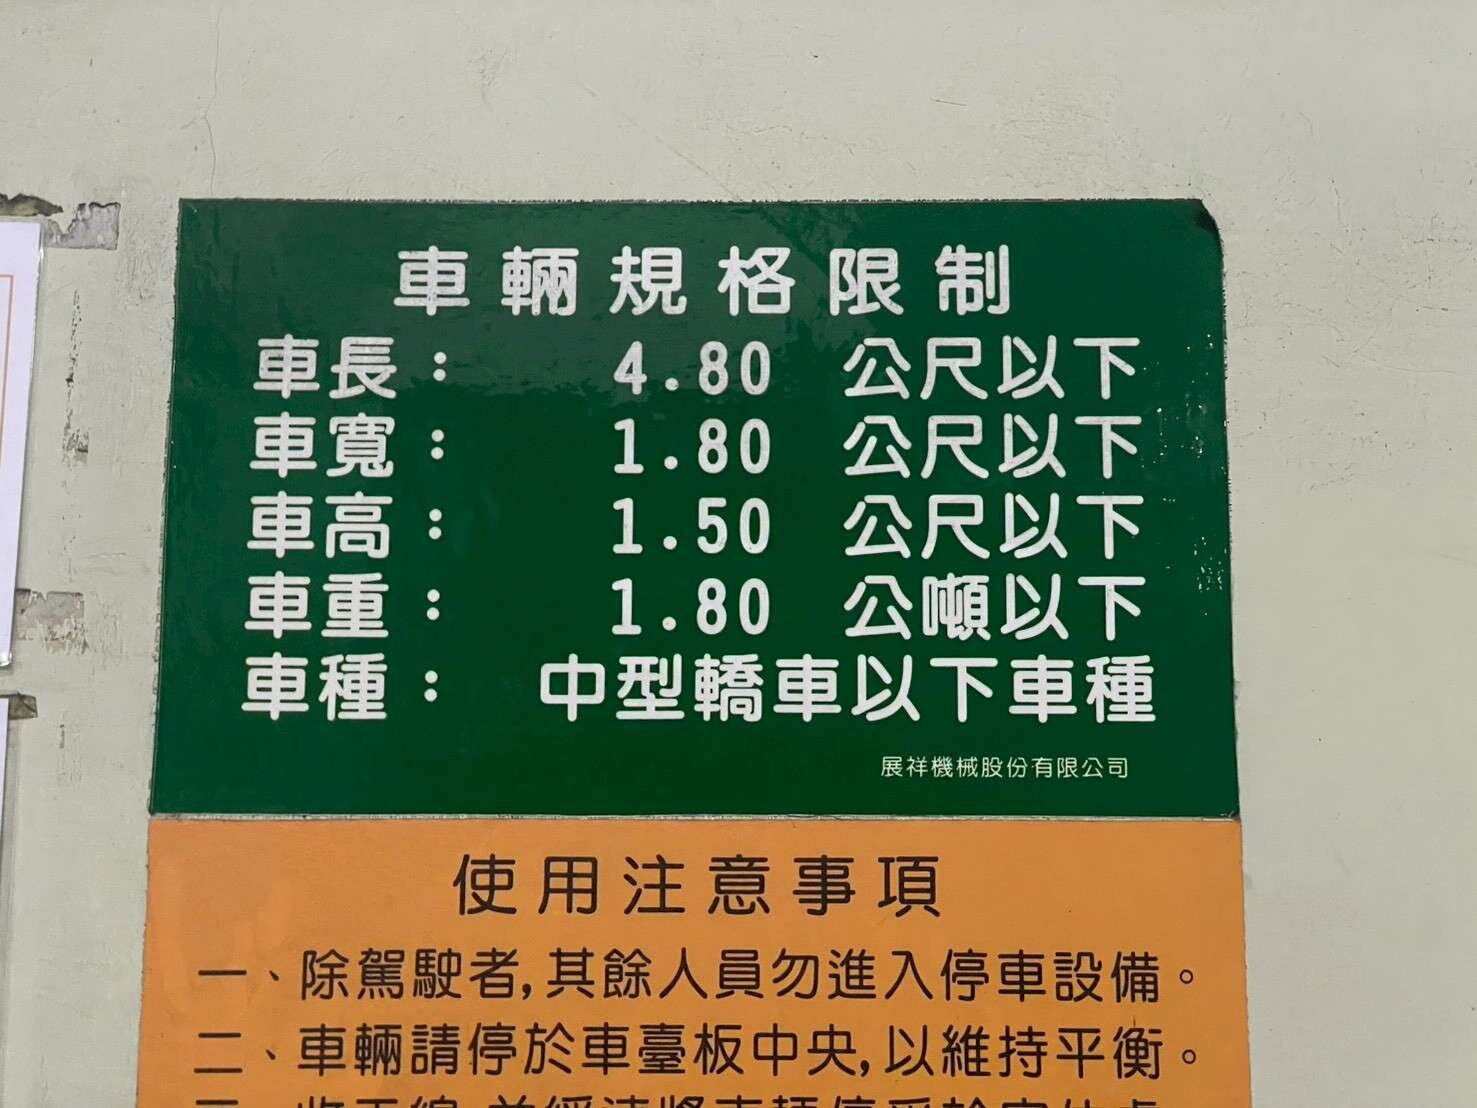 車輛規格限制
車長： 4.80 公尺以下
車寬： 1.80 公尺以下
車高： 1.50 公尺以下
車重： 1.80 公噸以下
車種： 中型轎車以下車種
展祥機械股份有限公司
使用注意事項
一、除駕駛者,其餘人員勿進入停車設備。
二、車輛請停於車臺板中央,以維持平衡。